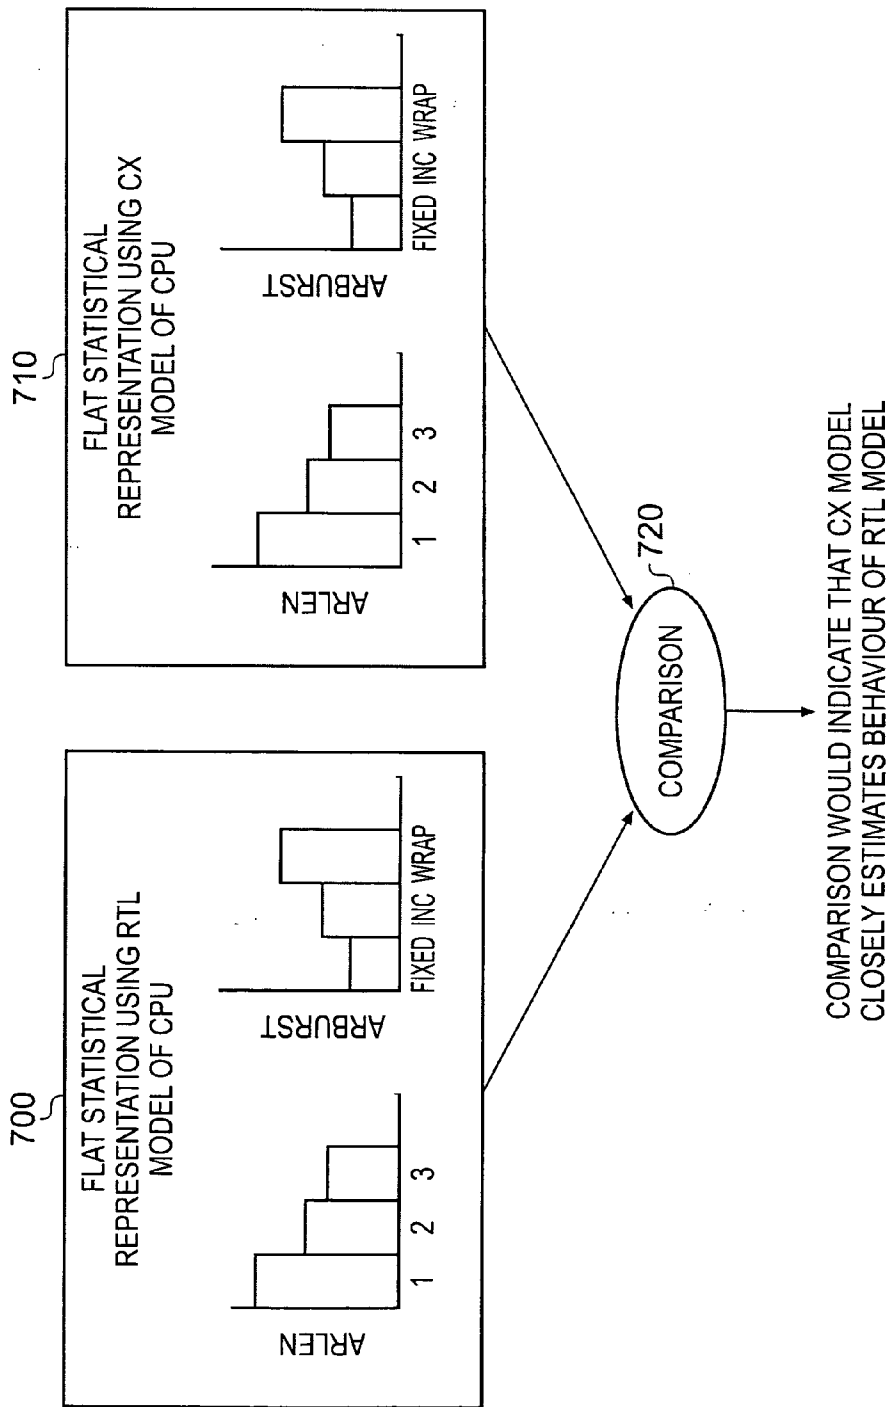 700
FLAT STATISTICAL
REPRESENTATION USING RTL
MODEL OF CPU
ARLEN
1 2 3
ARBURST
FIXED INC WRAP
710
FLAT STATISTICAL
REPRESENTATION USING CX
MODEL OF CPU
ARLEN
1 2 3
ARBURST
FIXED INC WRAP
COMPARISON
720
COMPARISON WOULD INDICATE THAT CX MODEL
CLOSELY ESTIMATES BEHAVIOUR OF RTL MODEL